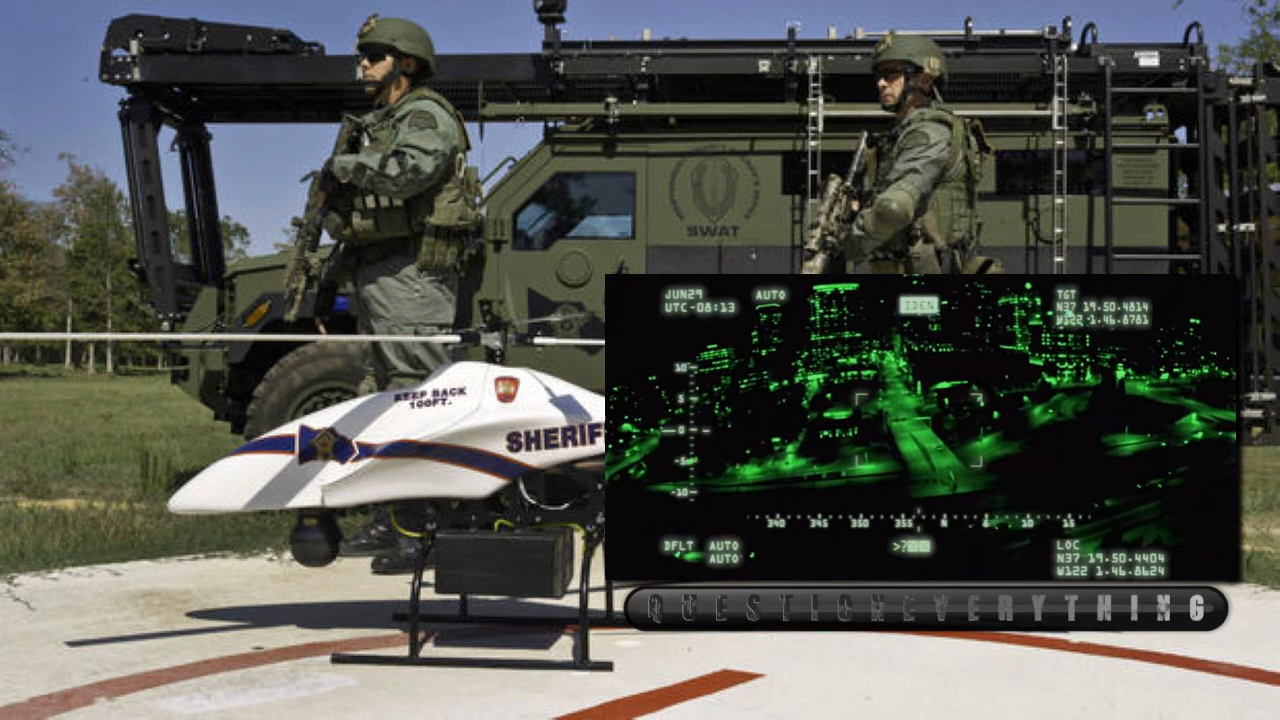 SWAT
KEEP BACK
100FT.
SHERIF
JUN29
UTC-08:13
AUTO
IDEN
TGT
N37 19.50.4814
W122 1.46.8781
10
5
0
-5
-10
340 345 350 355 N 5 10 15
DFLT AUTO
AUTO
>?
LOC
N37 19.50.4404
W122 1.46.8624
QUESTIONEVERYTHING